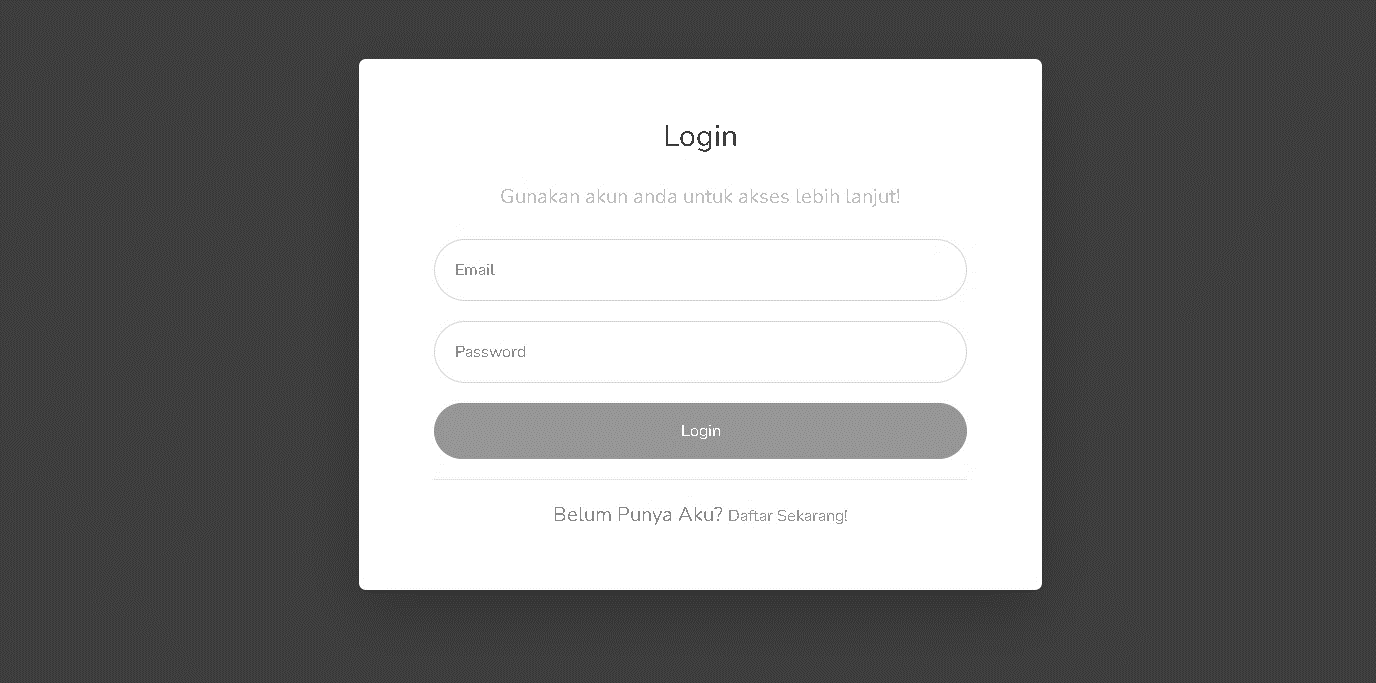 Login
Gunakan akun anda untuk akses lebih lanjut!
Email
Password
Login
Belum Punya Aku? Daftar Sekarang!